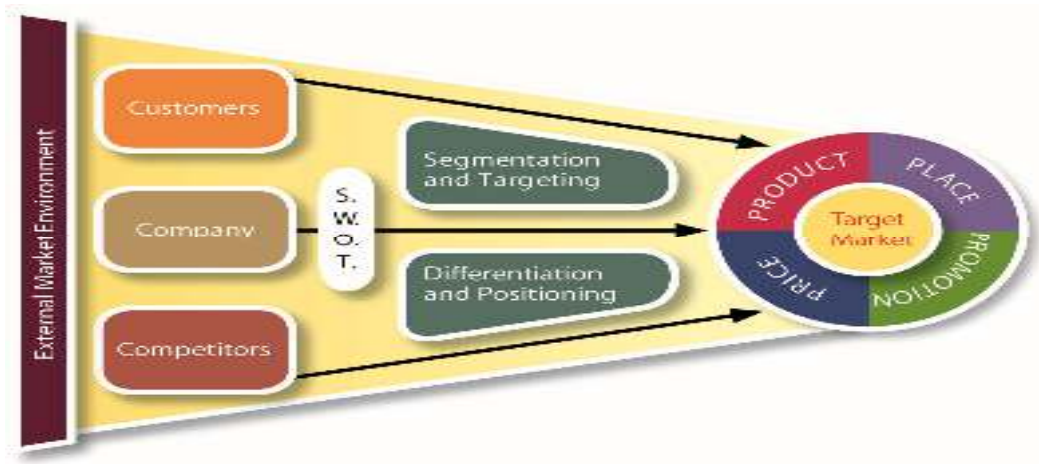 External Market Environment
Customers
Company
Competitors
S.
W.
O.
T.
Segmentation
and Targeting
Differentiation
and Positioning
PRODUCT
PLACE
PRICE
PROMOTION
Target
Market